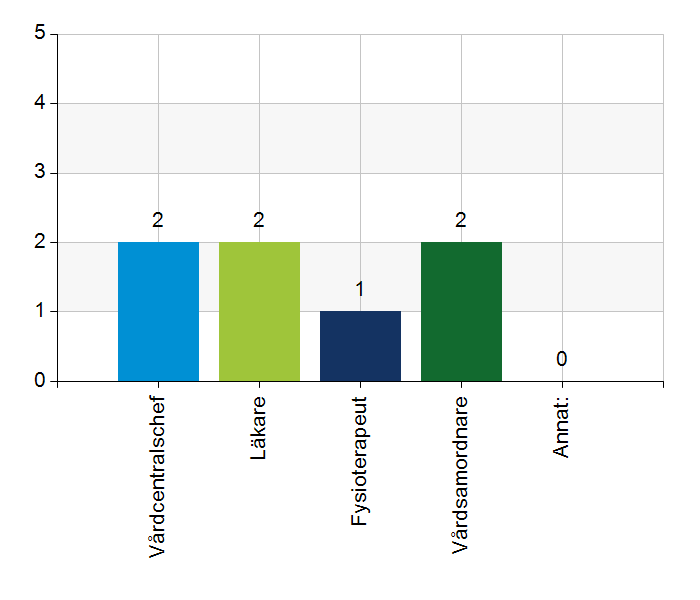 5
4
3
2
1
0
2
2
1
2
0
Vårdcentralschef
Läkare
Fysioterapeut
Vårdsamordnare
Annat: